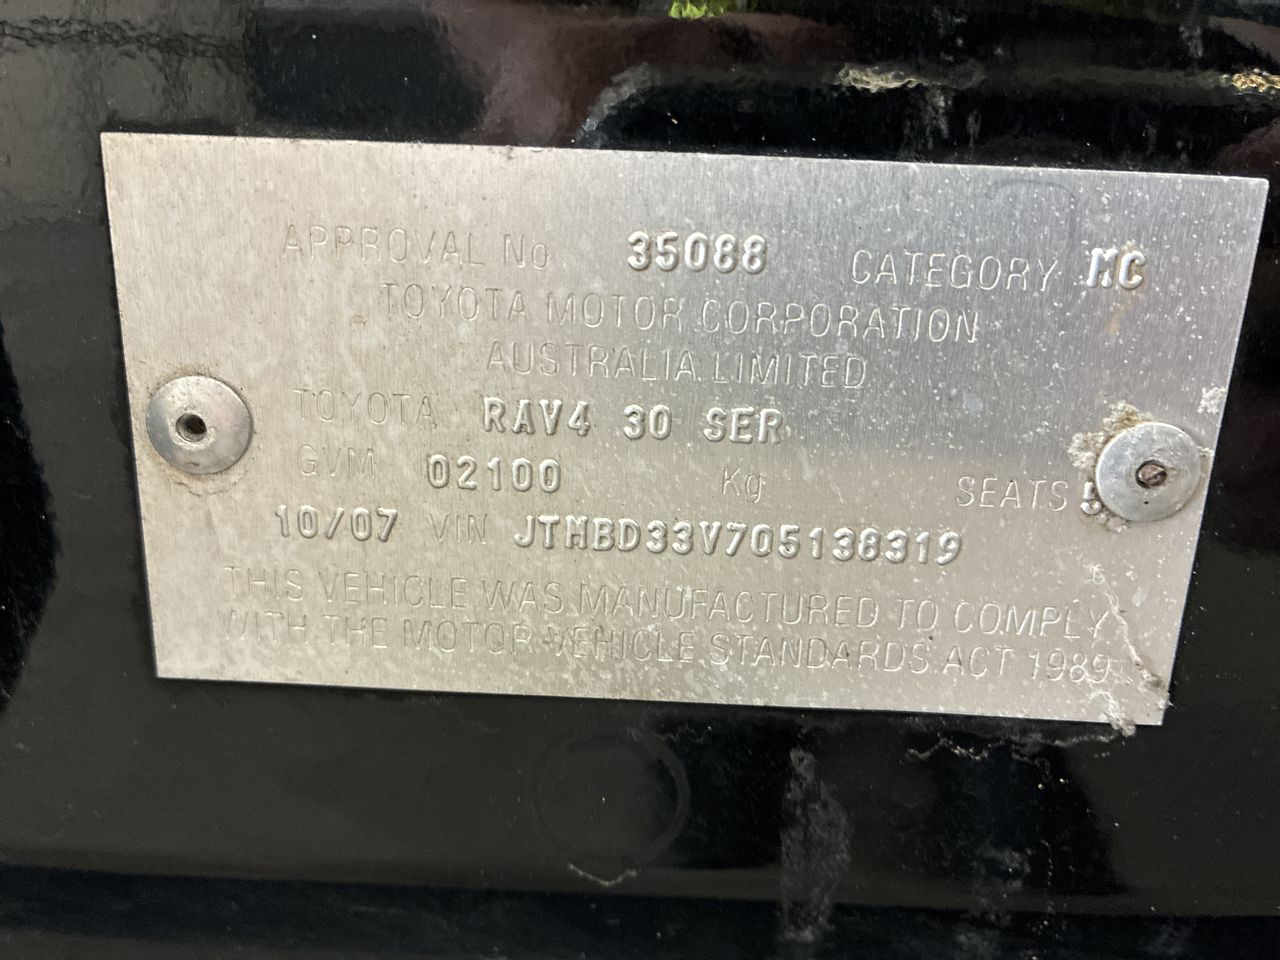 APPROVAL No 35088 CATEGORY MC
TOYOTA MOTOR CORPORATION
AUSTRALIA LIMITED
TOYOTA RAV4 30 SER
GVM 02100 Kg SEATS 5
10/07 VIN JTMBD33V705138319
THIS VEHICLE WAS MANUFACTURED TO COMPLY
WITH THE MOTOR VEHICLE STANDARDS ACT 1989